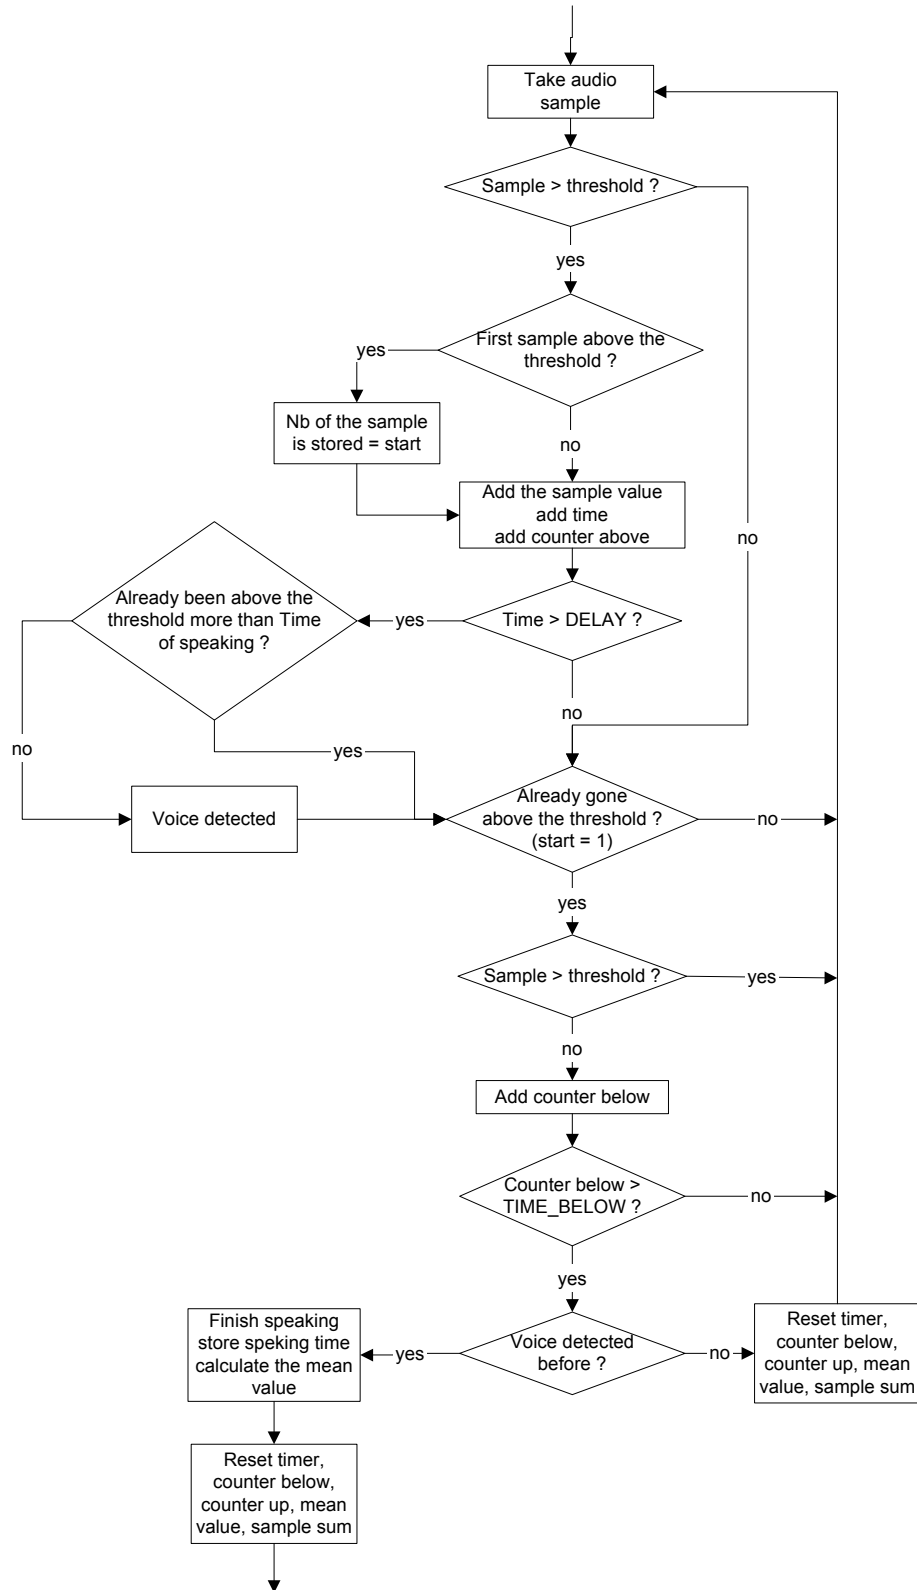 Take audio
sample
Sample > threshold ?
yes
no
First sample above the
threshold ?
yes
Nb of the sample
is stored = start
no
Add the sample value
add time
add counter above
Time > DELAY ?
yes
Already been above the
threshold more than Time
of speaking ?
no
no
yes
Voice detected
Already gone
above the threshold ?
(start = 1)
no
yes
Sample > threshold ?
yes
no
Add counter below
Counter below >
TIME_BELOW ?
no
yes
Voice detected
before ?
yes
no
Finish speaking
store speking time
calculate the mean
value
Reset timer,
counter below,
counter up, mean
value, sample sum
Reset timer,
counter below,
counter up, mean
value, sample sum